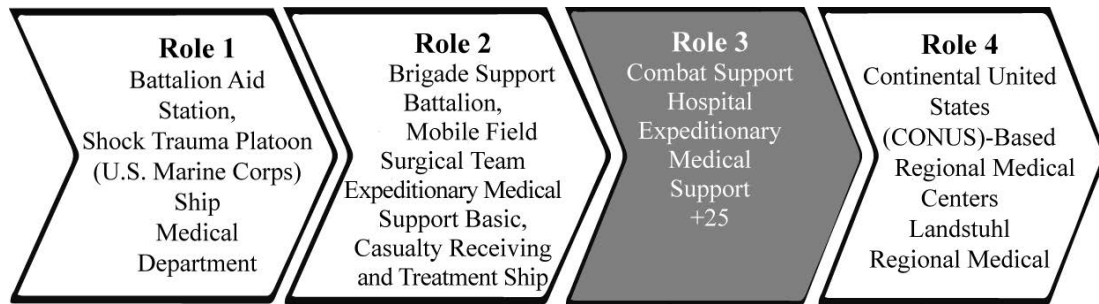 Role 1
Battalion Aid
Station,
Shock Trauma Platoon
(U.S. Marine Corps)
Ship
Medical
Department
Role 2
Brigade Support
Battalion,
Mobile Field
Surgical Team
Expeditionary Medical
Support Basic,
Casualty Receiving
and Treatment Ship
Role 3
Combat Support
Hospital
Expeditionary
Medical
Support
+25
Role 4
Continental United
States
(CONUS)-Based
Regional Medical
Centers
Landstuhl
Regional Medical